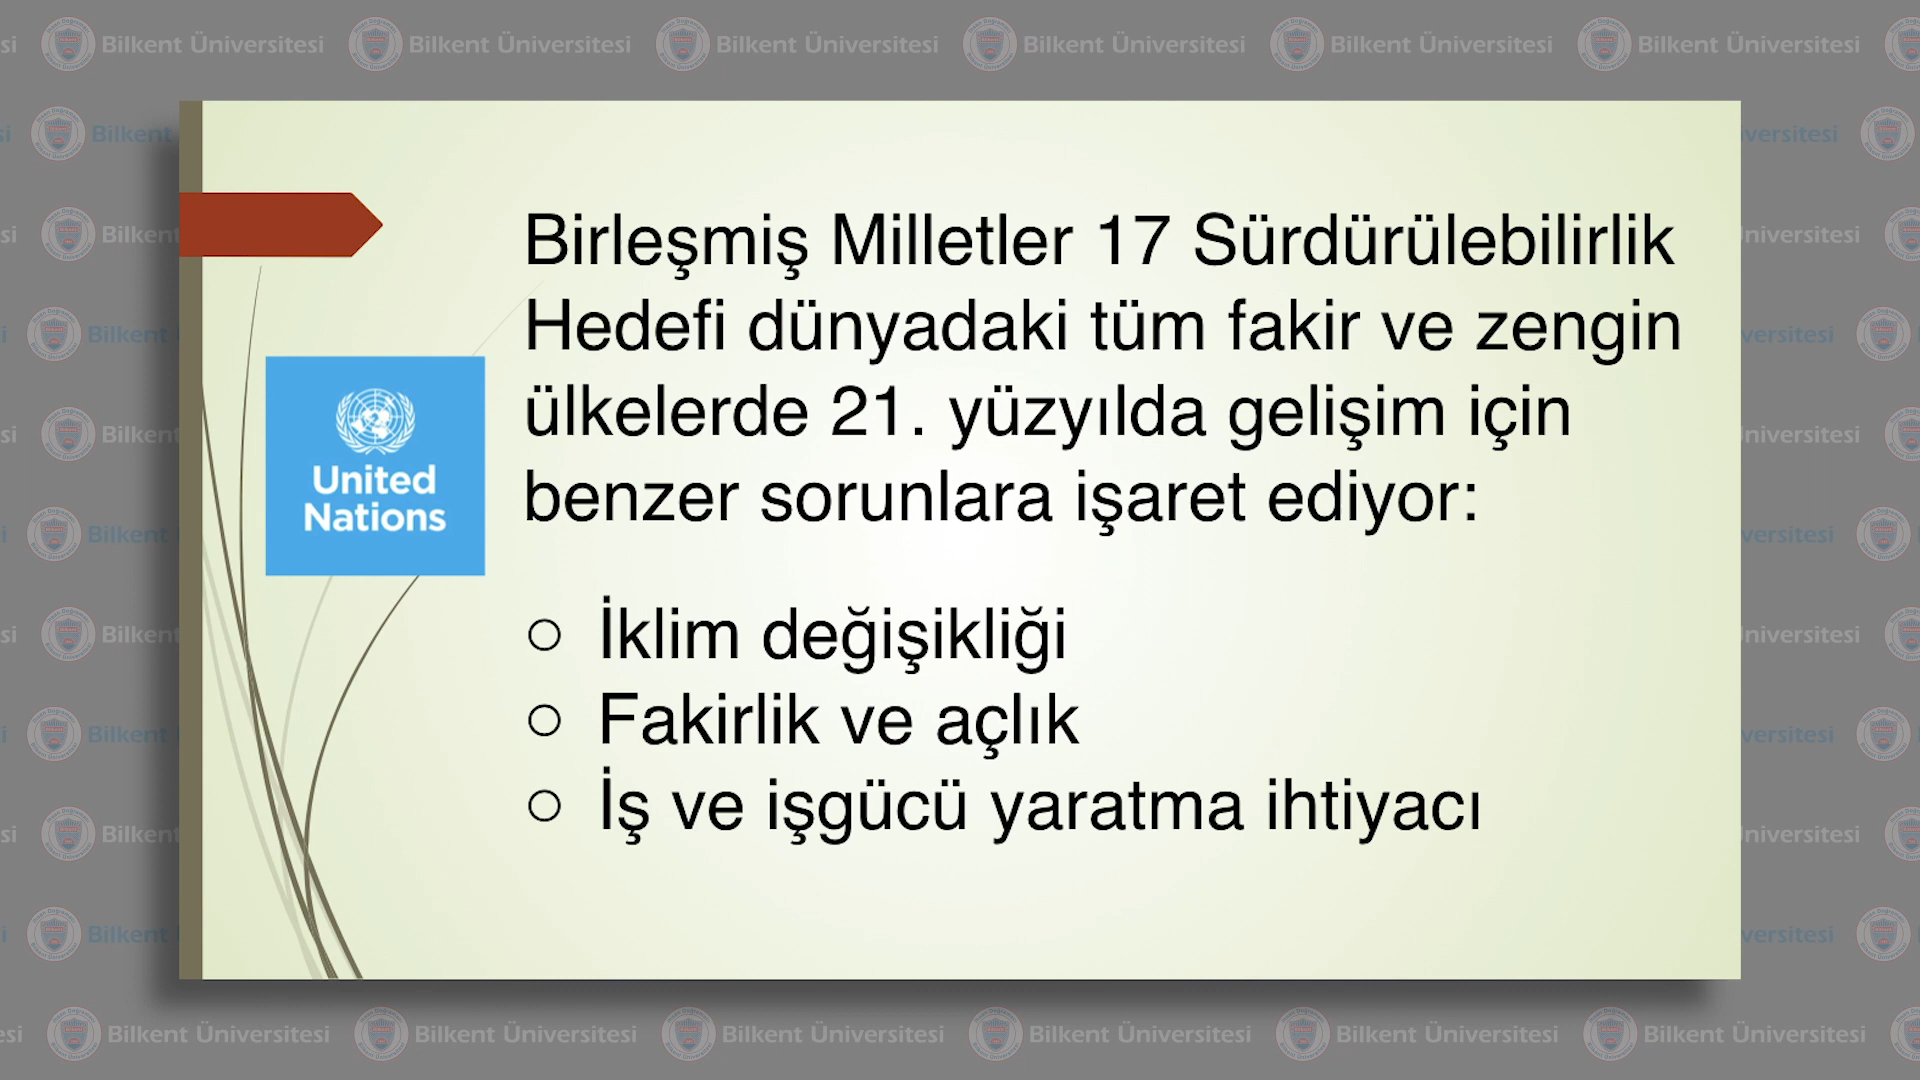 Bilkent Üniversitesi Bilkent Üniversitesi Bilkent Üniversitesi Bilkent Üniversitesi Bilkent Üniversitesi Bilkent Üniversitesi
Birleşmiş Milletler 17 Sürdürülebilirlik
Hedefi dünyadaki tüm fakir ve zengin
ülkelerde 21. yüzyılda gelişim için
benzer sorunlara işaret ediyor:
United
Nations
○ İklim değişikliği
○ Fakirlik ve açlık
○ İş ve işgücü yaratma ihtiyacı
Bilkent Üniversitesi Bilkent Üniversitesi Bilkent Üniversitesi Bilkent Üniversitesi Bilkent Üniversitesi Bilkent Üniversitesi